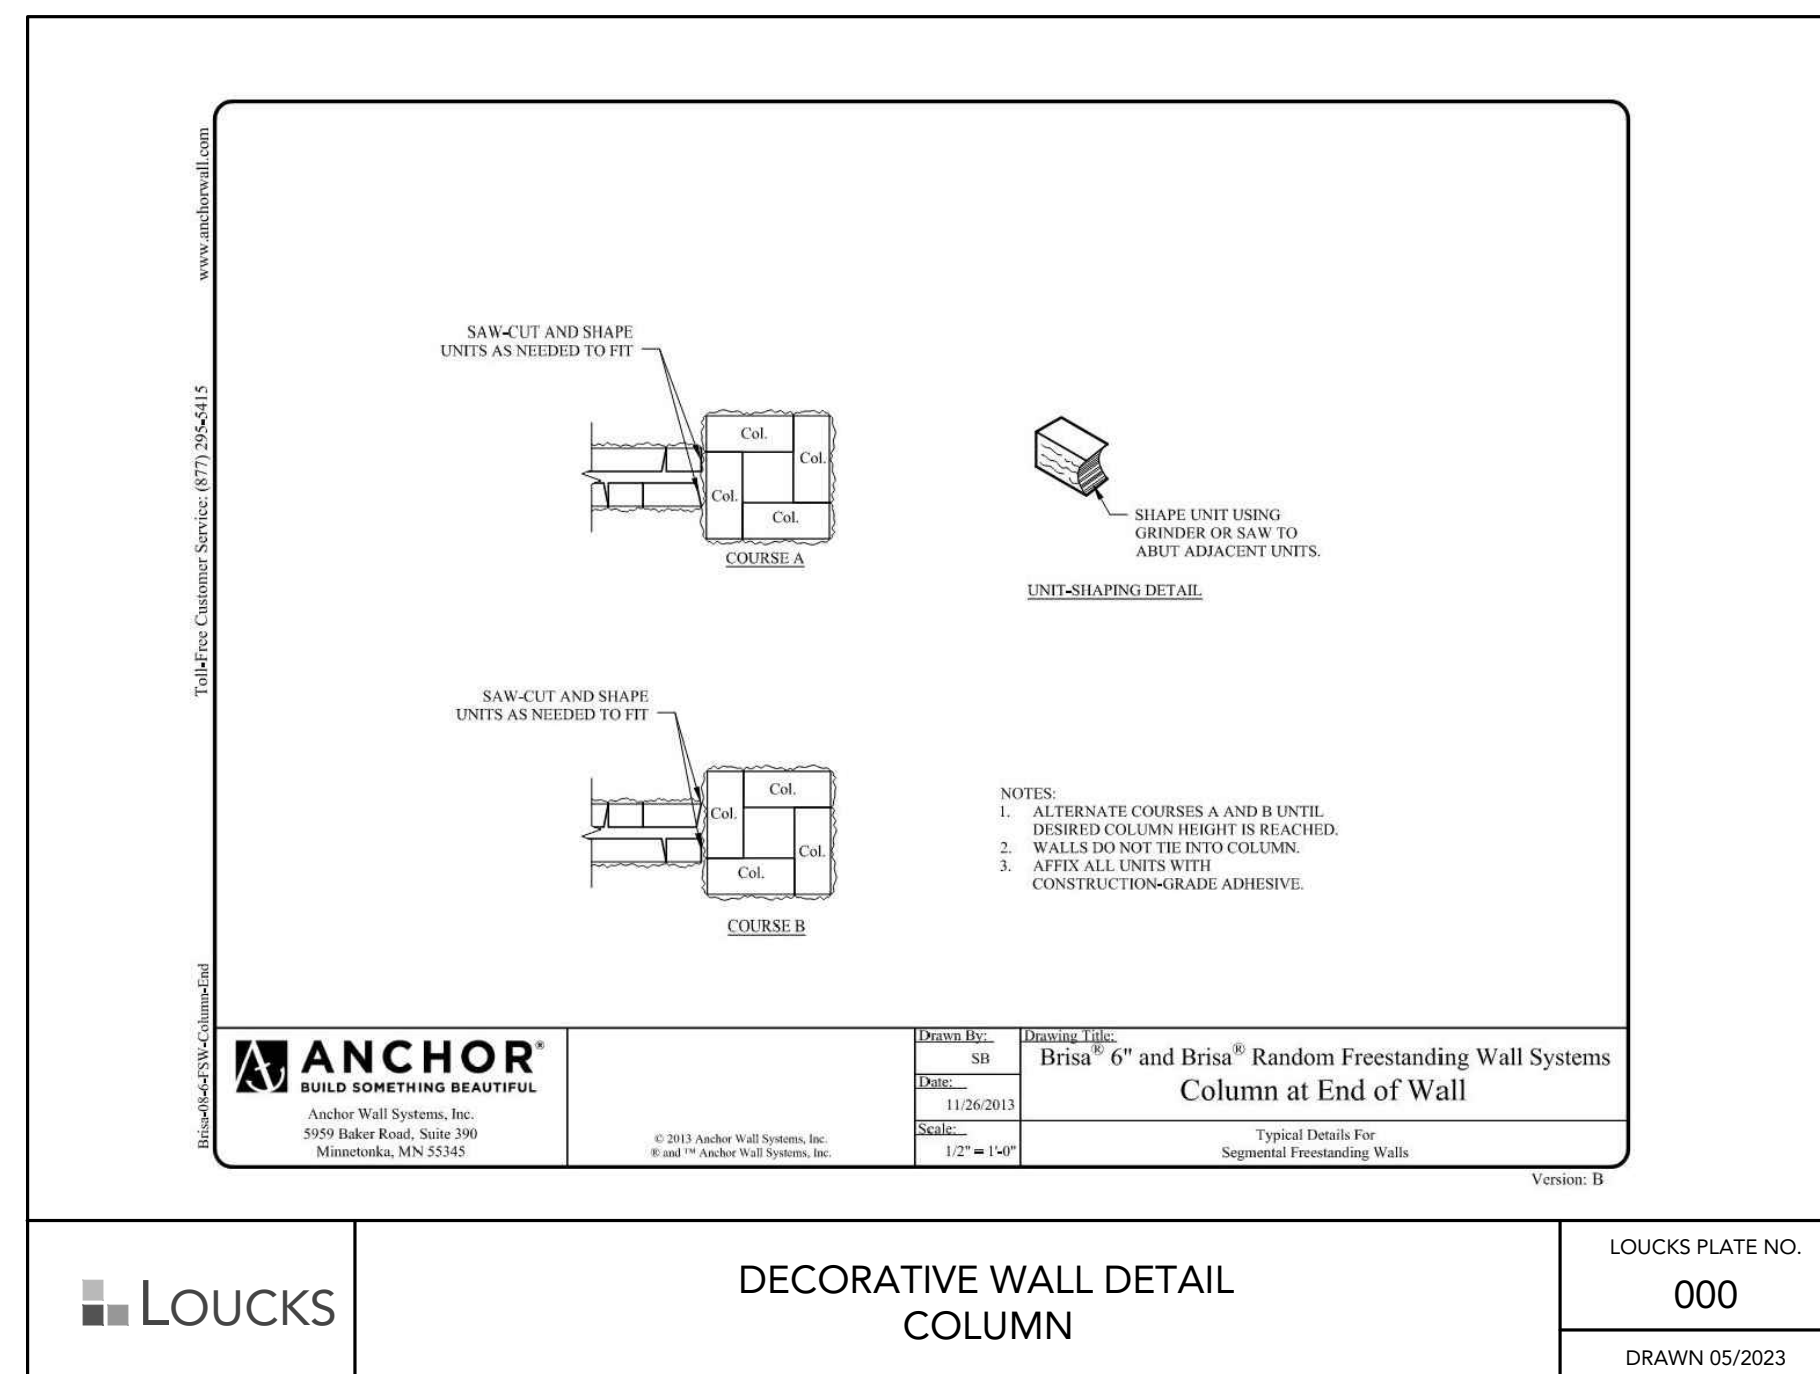 www.anchorwall.com
Toll-Free Customer Service: (877) 295-5415
Brisa-08-6-FSW-Column-End
SAW-CUT AND SHAPE
UNITS AS NEEDED TO FIT
Col.
Col.
Col.
Col.
COURSE A
SHAPE UNIT USING
GRINDER OR SAW TO
ABUT ADJACENT UNITS.
UNIT-SHAPING DETAIL
SAW-CUT AND SHAPE
UNITS AS NEEDED TO FIT
Col.
Col.
Col.
Col.
COURSE B
NOTES:
1. ALTERNATE COURSES A AND B UNTIL
DESIRED COLUMN HEIGHT IS REACHED.
2. WALLS DO NOT TIE INTO COLUMN.
3. AFFIX ALL UNITS WITH
CONSTRUCTION-GRADE ADHESIVE.
ANCHOR®
BUILD SOMETHING BEAUTIFUL
Anchor Wall Systems, Inc.
5959 Baker Road, Suite 390
Minnetonka, MN 55345
© 2013 Anchor Wall Systems, Inc.
® and ™ Anchor Wall Systems, Inc.
Drawn By:
SB
Date:
11/26/2013
Scale:
1/2" = 1'-0"
Drawing Title:
Brisa® 6" and Brisa® Random Freestanding Wall Systems
Column at End of Wall
Typical Details For
Segmental Freestanding Walls
Version: B
LOUCKS
DECORATIVE WALL DETAIL
COLUMN
LOUCKS PLATE NO.
000
DRAWN 05/2023